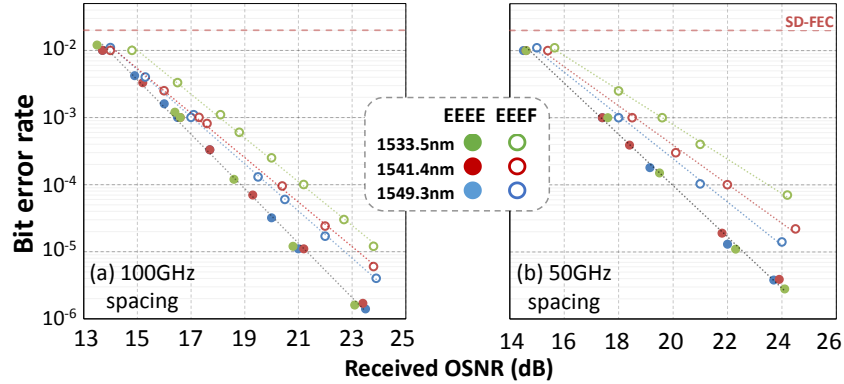 SD-FEC
10-2
10-3
10-4
10-5
10-6
Bit error rate
EEEE EEEF
1533.5nm
1541.4nm
1549.3nm
(a) 100GHz
spacing
(b) 50GHz
spacing
13 15 17 19 21 23 25
14 16 18 20 22 24 26
Received OSNR (dB)